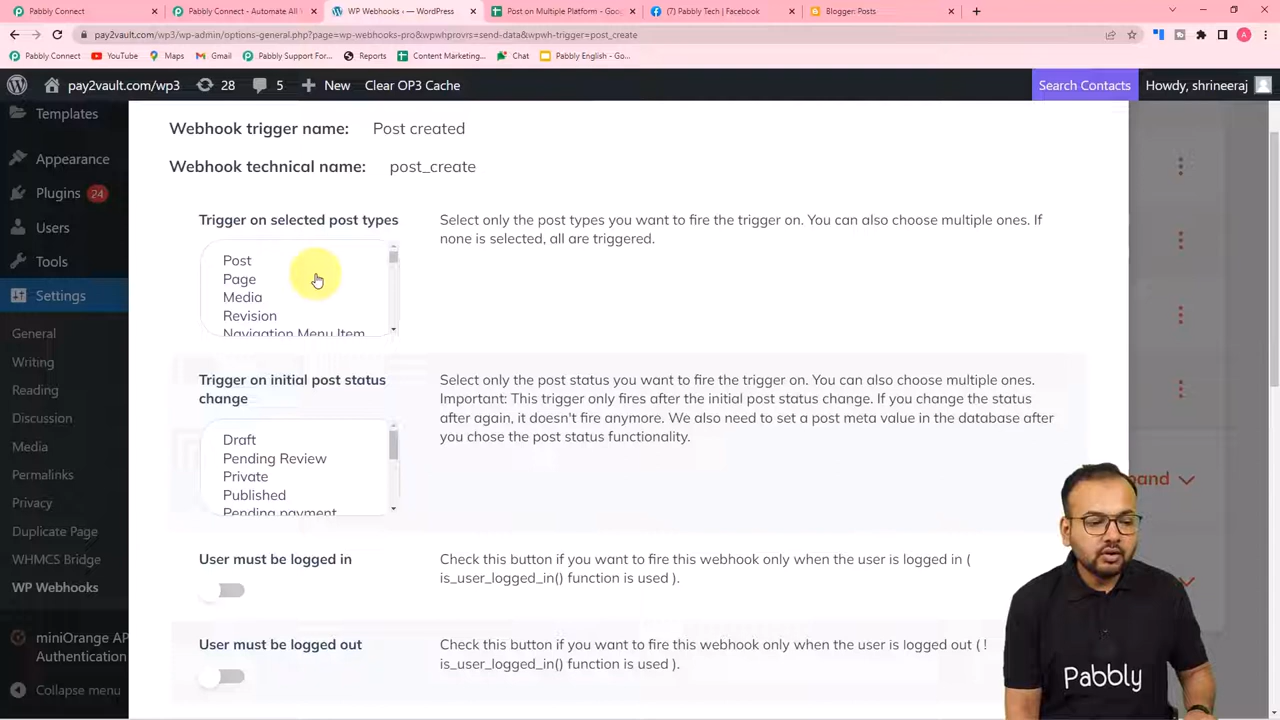 Pabbly Connect
Pabbly Connect - Automate All
WP Webhooks ‹ — WordPress
Post on Multiple Platform - Goog
(7) Pabbly Tech | Facebook
Blogger: Posts
pay2vault.com/wp3/wp-admin/options-general.php?page=wp-webhooks-pro&wpwhprovrs=send-data&wpwh-trigger=post_create
Pabbly Connect
YouTube
Maps
Gmail
Pabbly Support For...
Reports
Content Marketing...
Chat
Pabbly English - Go...
pay2vault.com/wp3
28
5
New
Clear OP3 Cache
Search Contacts
Howdy, shrineeraj
Templates
Appearance
Plugins 24
Users
Tools
Settings
General
Writing
Reading
Discussion
Media
Permalinks
Privacy
Duplicate Page
WHMCS Bridge
WP Webhooks
miniOrange AP
Authentication
Collapse menu
Webhook trigger name: Post created
Webhook technical name: post_create
Trigger on selected post types
Post
Page
Media
Revision
Navigation Menu Item
Select only the post types you want to fire the trigger on. You can also choose multiple ones. If
none is selected, all are triggered.
Trigger on initial post status
change
Draft
Pending Review
Private
Published
Pending payment
Select only the post status you want to fire the trigger on. You can also choose multiple ones.
Important: This trigger only fires after the initial post status change. If you change the status
after again, it doesn't fire anymore. We also need to set a post meta value in the database after
you chose the post status functionality.
User must be logged in
Check this button if you want to fire this webhook only when the user is logged in (
is_user_logged_in() function is used ).
User must be logged out
Check this button if you want to fire this webhook only when the user is logged out ( !
is_user_logged_in() function is used ).
pand
Pabbly